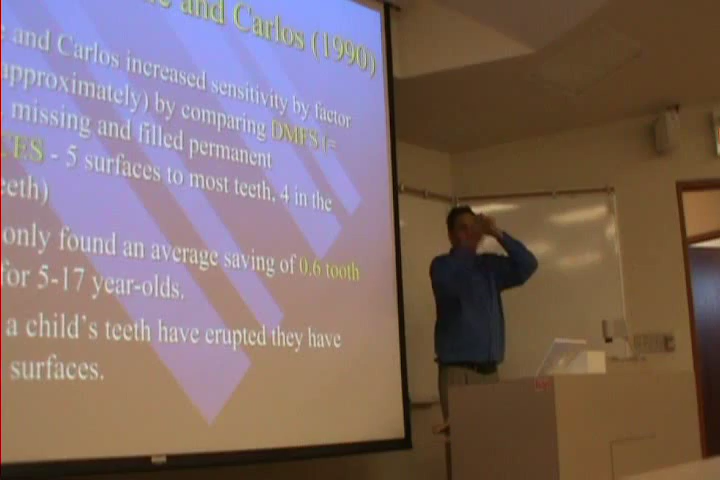 and Carlos (1990)
and Carlos increased sensitivity by factor
approximately) by comparing DMFS (=
missing and filled permanent
- 5 surfaces to most teeth, 4 in the
eeth)
only found an average saving of 0.6 tooth
for 5-17 year-olds.
a child's teeth have erupted they have
surfaces.